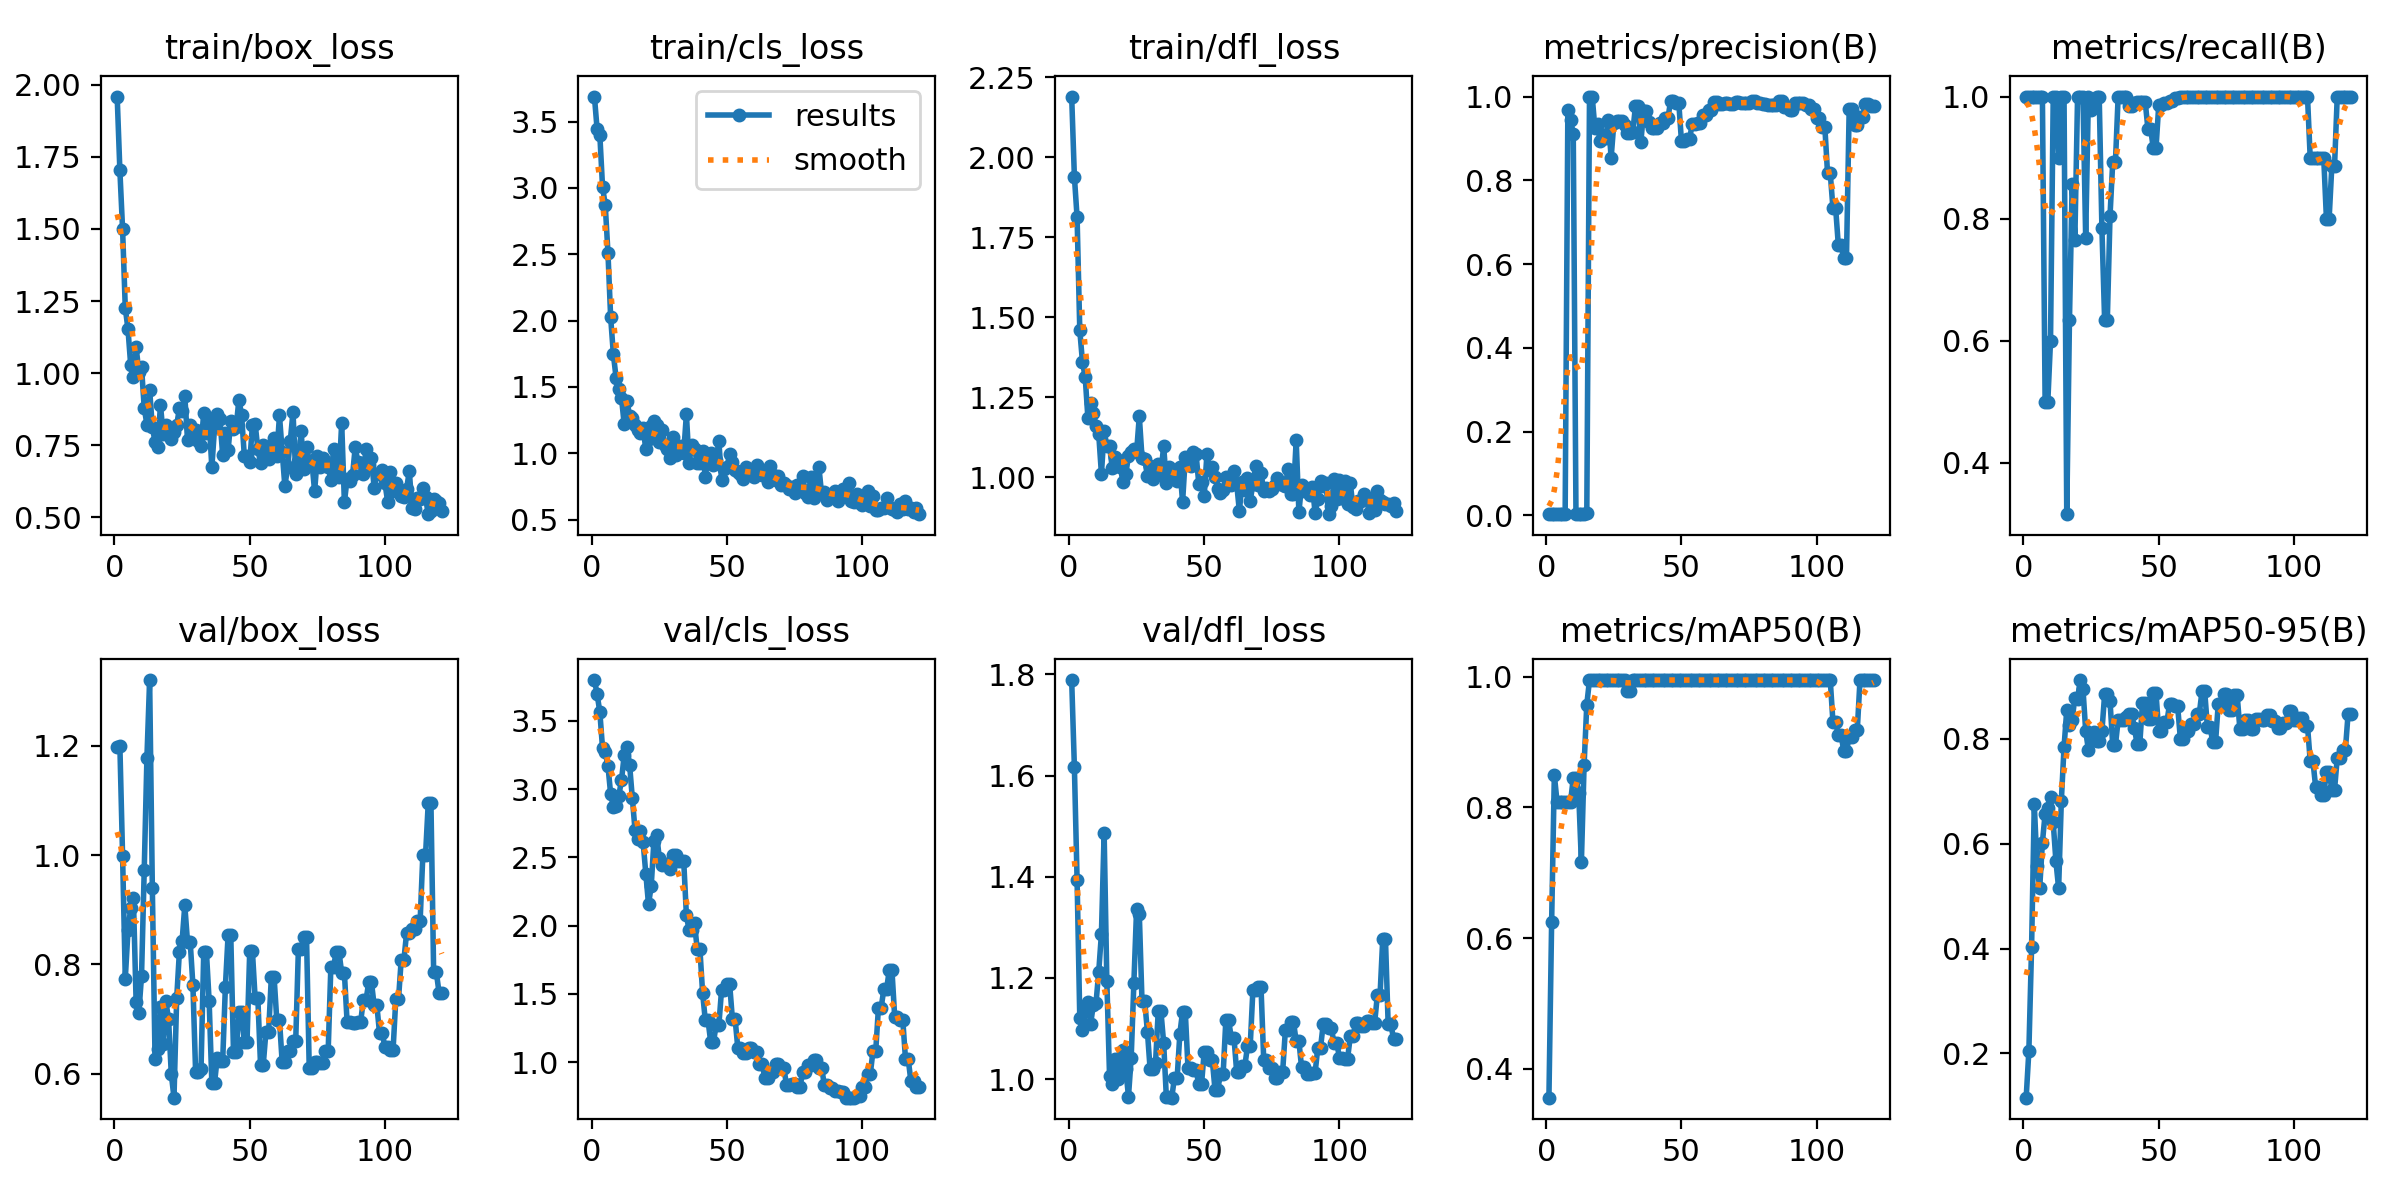 train/box_loss
2.00
1.75
1.50
1.25
1.00
0.75
0.50
0 50 100
train/cls_loss
results
smooth
3.5
3.0
2.5
2.0
1.5
1.0
0.5
0 50 100
train/dfl_loss
2.25
2.00
1.75
1.50
1.25
1.00
0 50 100
metrics/precision(B)
1.0
0.8
0.6
0.4
0.2
0.0
0 50 100
metrics/recall(B)
1.0
0.8
0.6
0.4
0 50 100
val/box_loss
1.2
1.0
0.8
0.6
0 50 100
val/cls_loss
3.5
3.0
2.5
2.0
1.5
1.0
0 50 100
val/dfl_loss
1.8
1.6
1.4
1.2
1.0
0 50 100
metrics/mAP50(B)
1.0
0.8
0.6
0.4
0 50 100
metrics/mAP50-95(B)
0.8
0.6
0.4
0.2
0 50 100